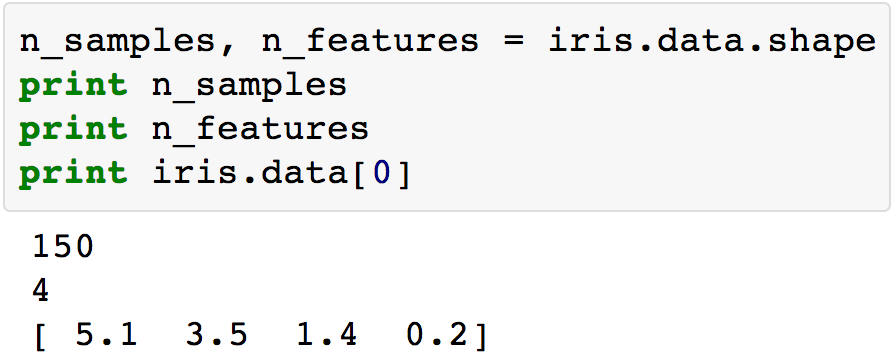 n_samples, n_features = iris.data.shape
print n_samples
print n_features
print iris.data[0]
150
4
[ 5.1  3.5  1.4  0.2]